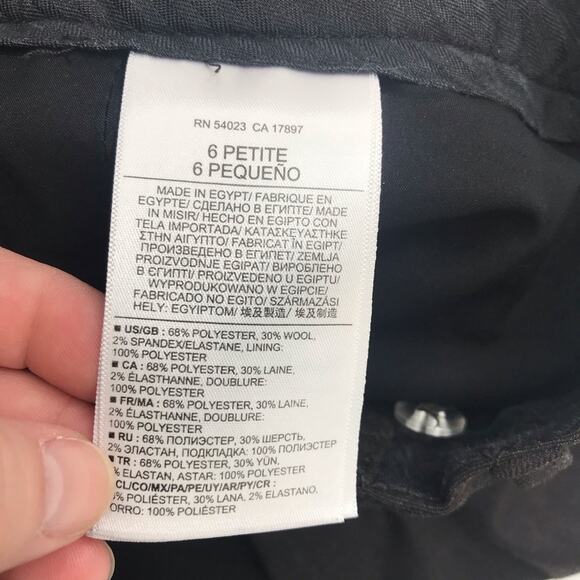 RN 54023 CA 17897
6 PETITE
6 PEQUEÑO
MADE IN EGYPT/ FABRIQUE EN
EGYPTE/ СДЕЛАНО В ЕГИПТЕ/ MADE
IN MISIR/ HECHO EN EGIPTO CON
TELA IMPORTADA/ ΚΑΤΑΣΚΕΥΑΣΤΗΚΕ
ΣΤΗΝ ΑΙΓΥΠΤΟ/ FABRICAT ÎN EGIPT/
ПРОИЗВЕДЕНО В ЕГИПЕТ/ ZEMLJA
PROIZVODNJE EGIPAT/ ВИРОБЛЕНО
В ЄГИПТІ/ PROIZVEDENO U EGIPTU/
WYPRODUKOWANO W EGIPCIE/
FABRICADO NO EGITO/ SZÁRMAZÁSI
HELY: EGYIPTOM/ 埃及製造/ 埃及制造
■ US/GB : 68% POLYESTER, 30% WOOL,
2% SPANDEX/ELASTANE, LINING:
100% POLYESTER
■ CA : 68% POLYESTER, 30% LAINE,
2% ÉLASTHANNE, DOUBLURE:
100% POLYESTER
■ FR/MA : 68% POLYESTER, 30% LAINE,
2% ÉLASTHANNE, DOUBLURE:
100% POLYESTER
■ RU : 68% ПОЛИЭСТЕР, 30% ШЕРСТЬ,
2% ЭЛАСТАН, ПОДКЛАДКА: 100% ПОЛИЭСТЕР
■ TR : 68% POLYESTER, 30% YÜN,
% ELASTAN, ASTAR: 100% POLYESTER
CL/CO/MX/PA/PE/UY/AR/PY/CR :
% POLIÉSTER, 30% LANA, 2% ELASTANO,
ORRO: 100% POLIÉSTER